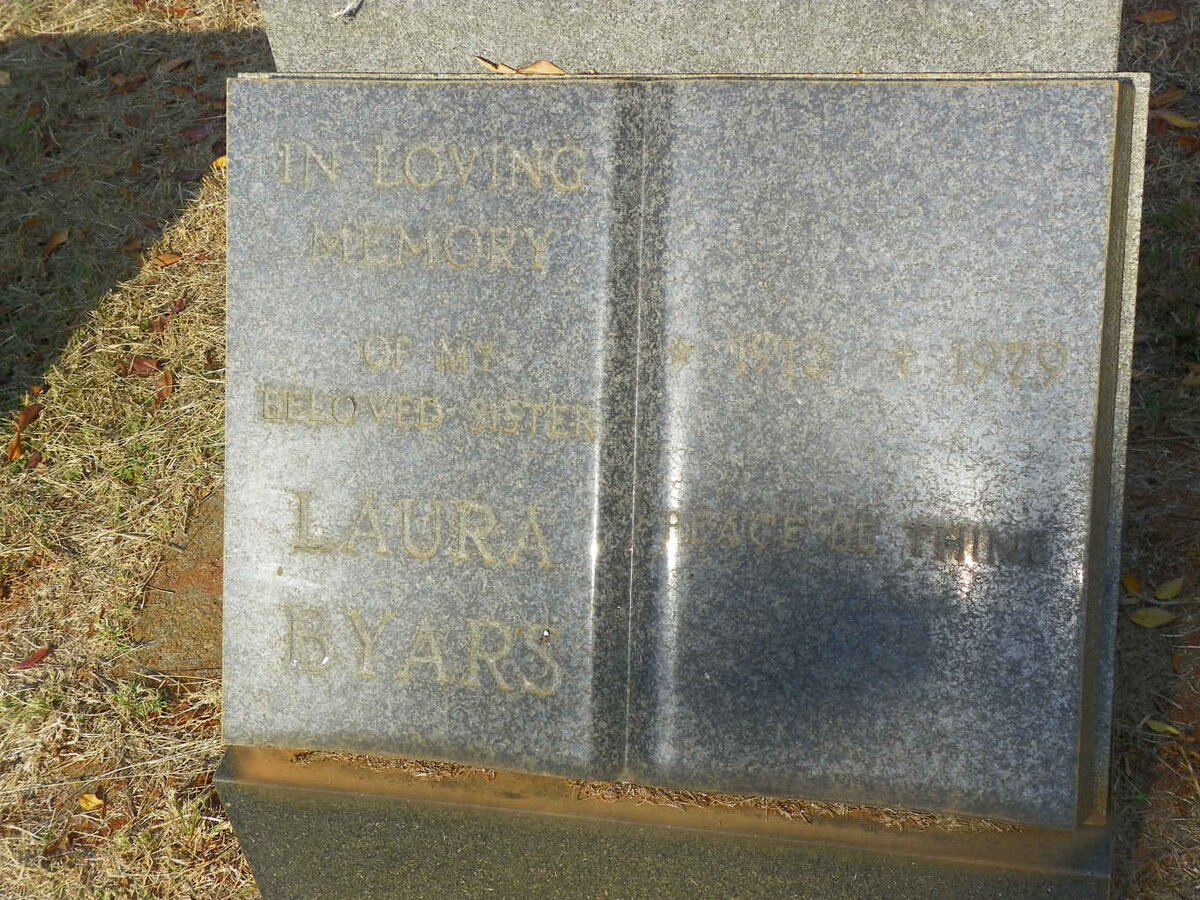 IN LOVING
MEMORY
OF MY
BELOVED SISTER
LAURA
BYARS
* 1913 + 1979
PEACE BE THINE